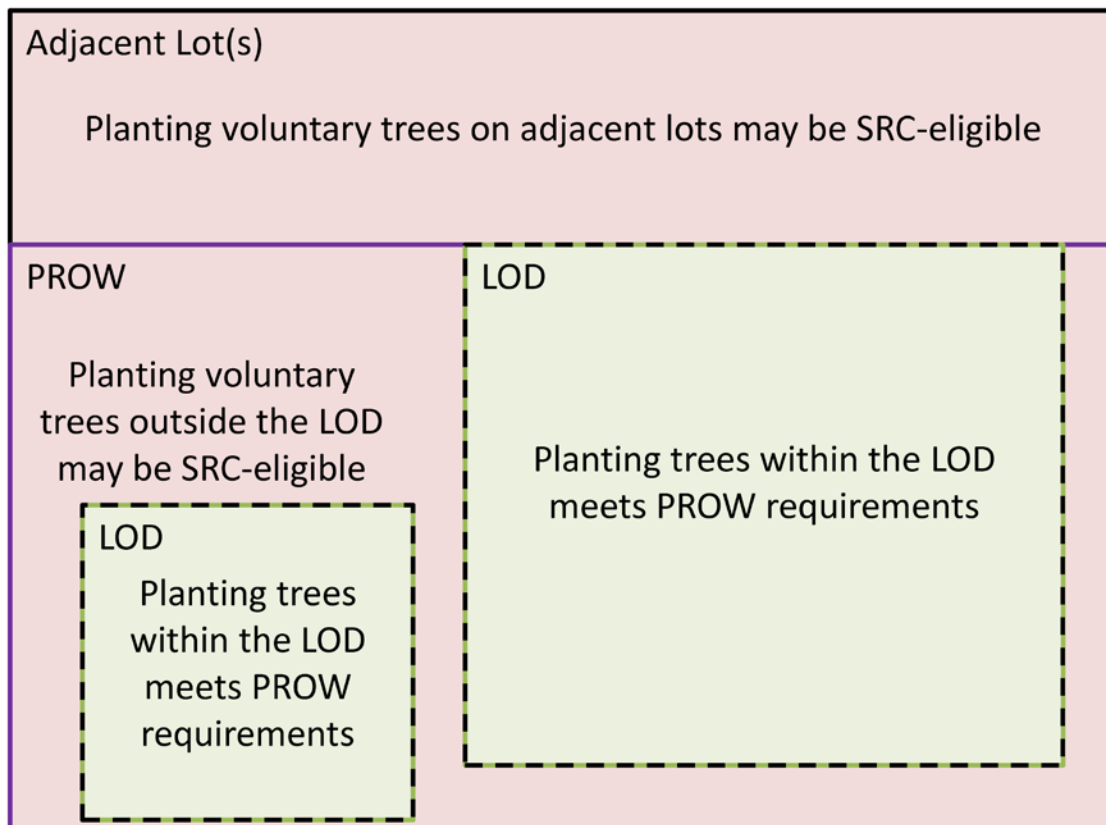 Adjacent Lot(s)
Planting voluntary trees on adjacent lots may be SRC-eligible
PROW
Planting voluntary
trees outside the LOD
may be SRC-eligible
LOD
Planting trees
within the LOD
meets PROW
requirements
LOD
Planting trees within the LOD
meets PROW requirements